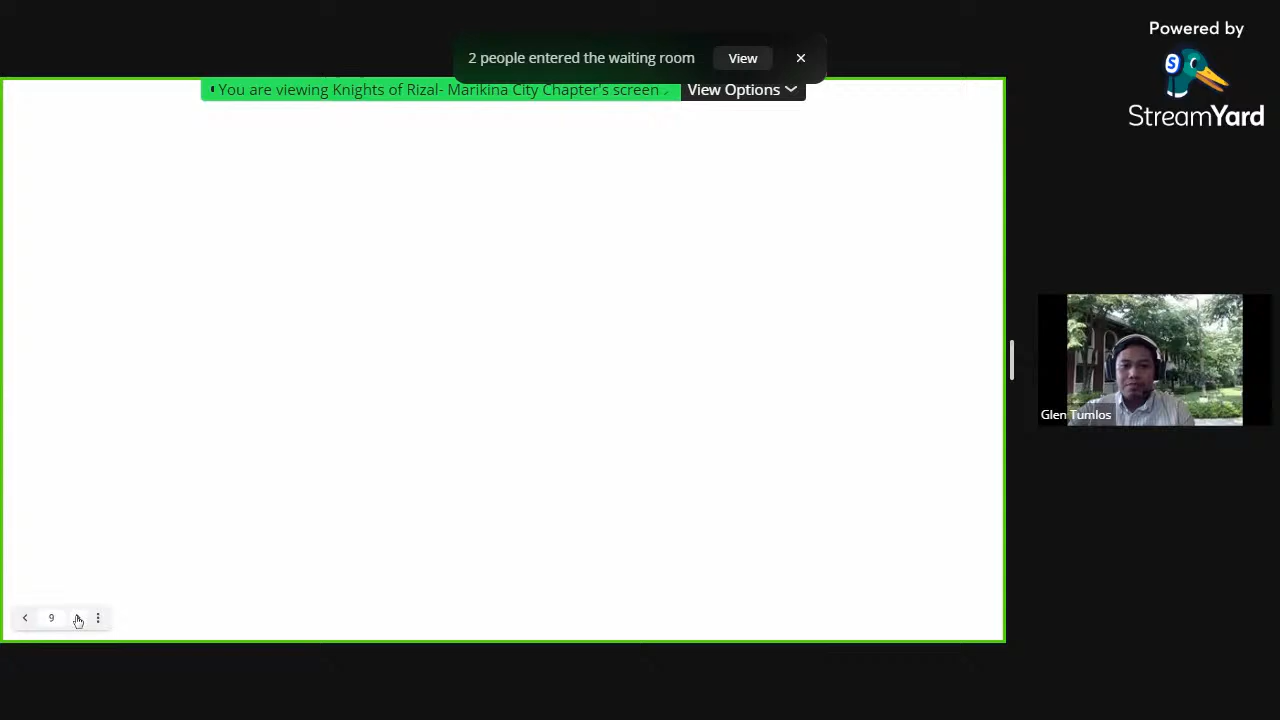 Powered by
StreamYard
2 people entered the waiting room
View
You are viewing Knights of Rizal- Marikina City Chapter's screen
View Options
Glen Tumlos
9